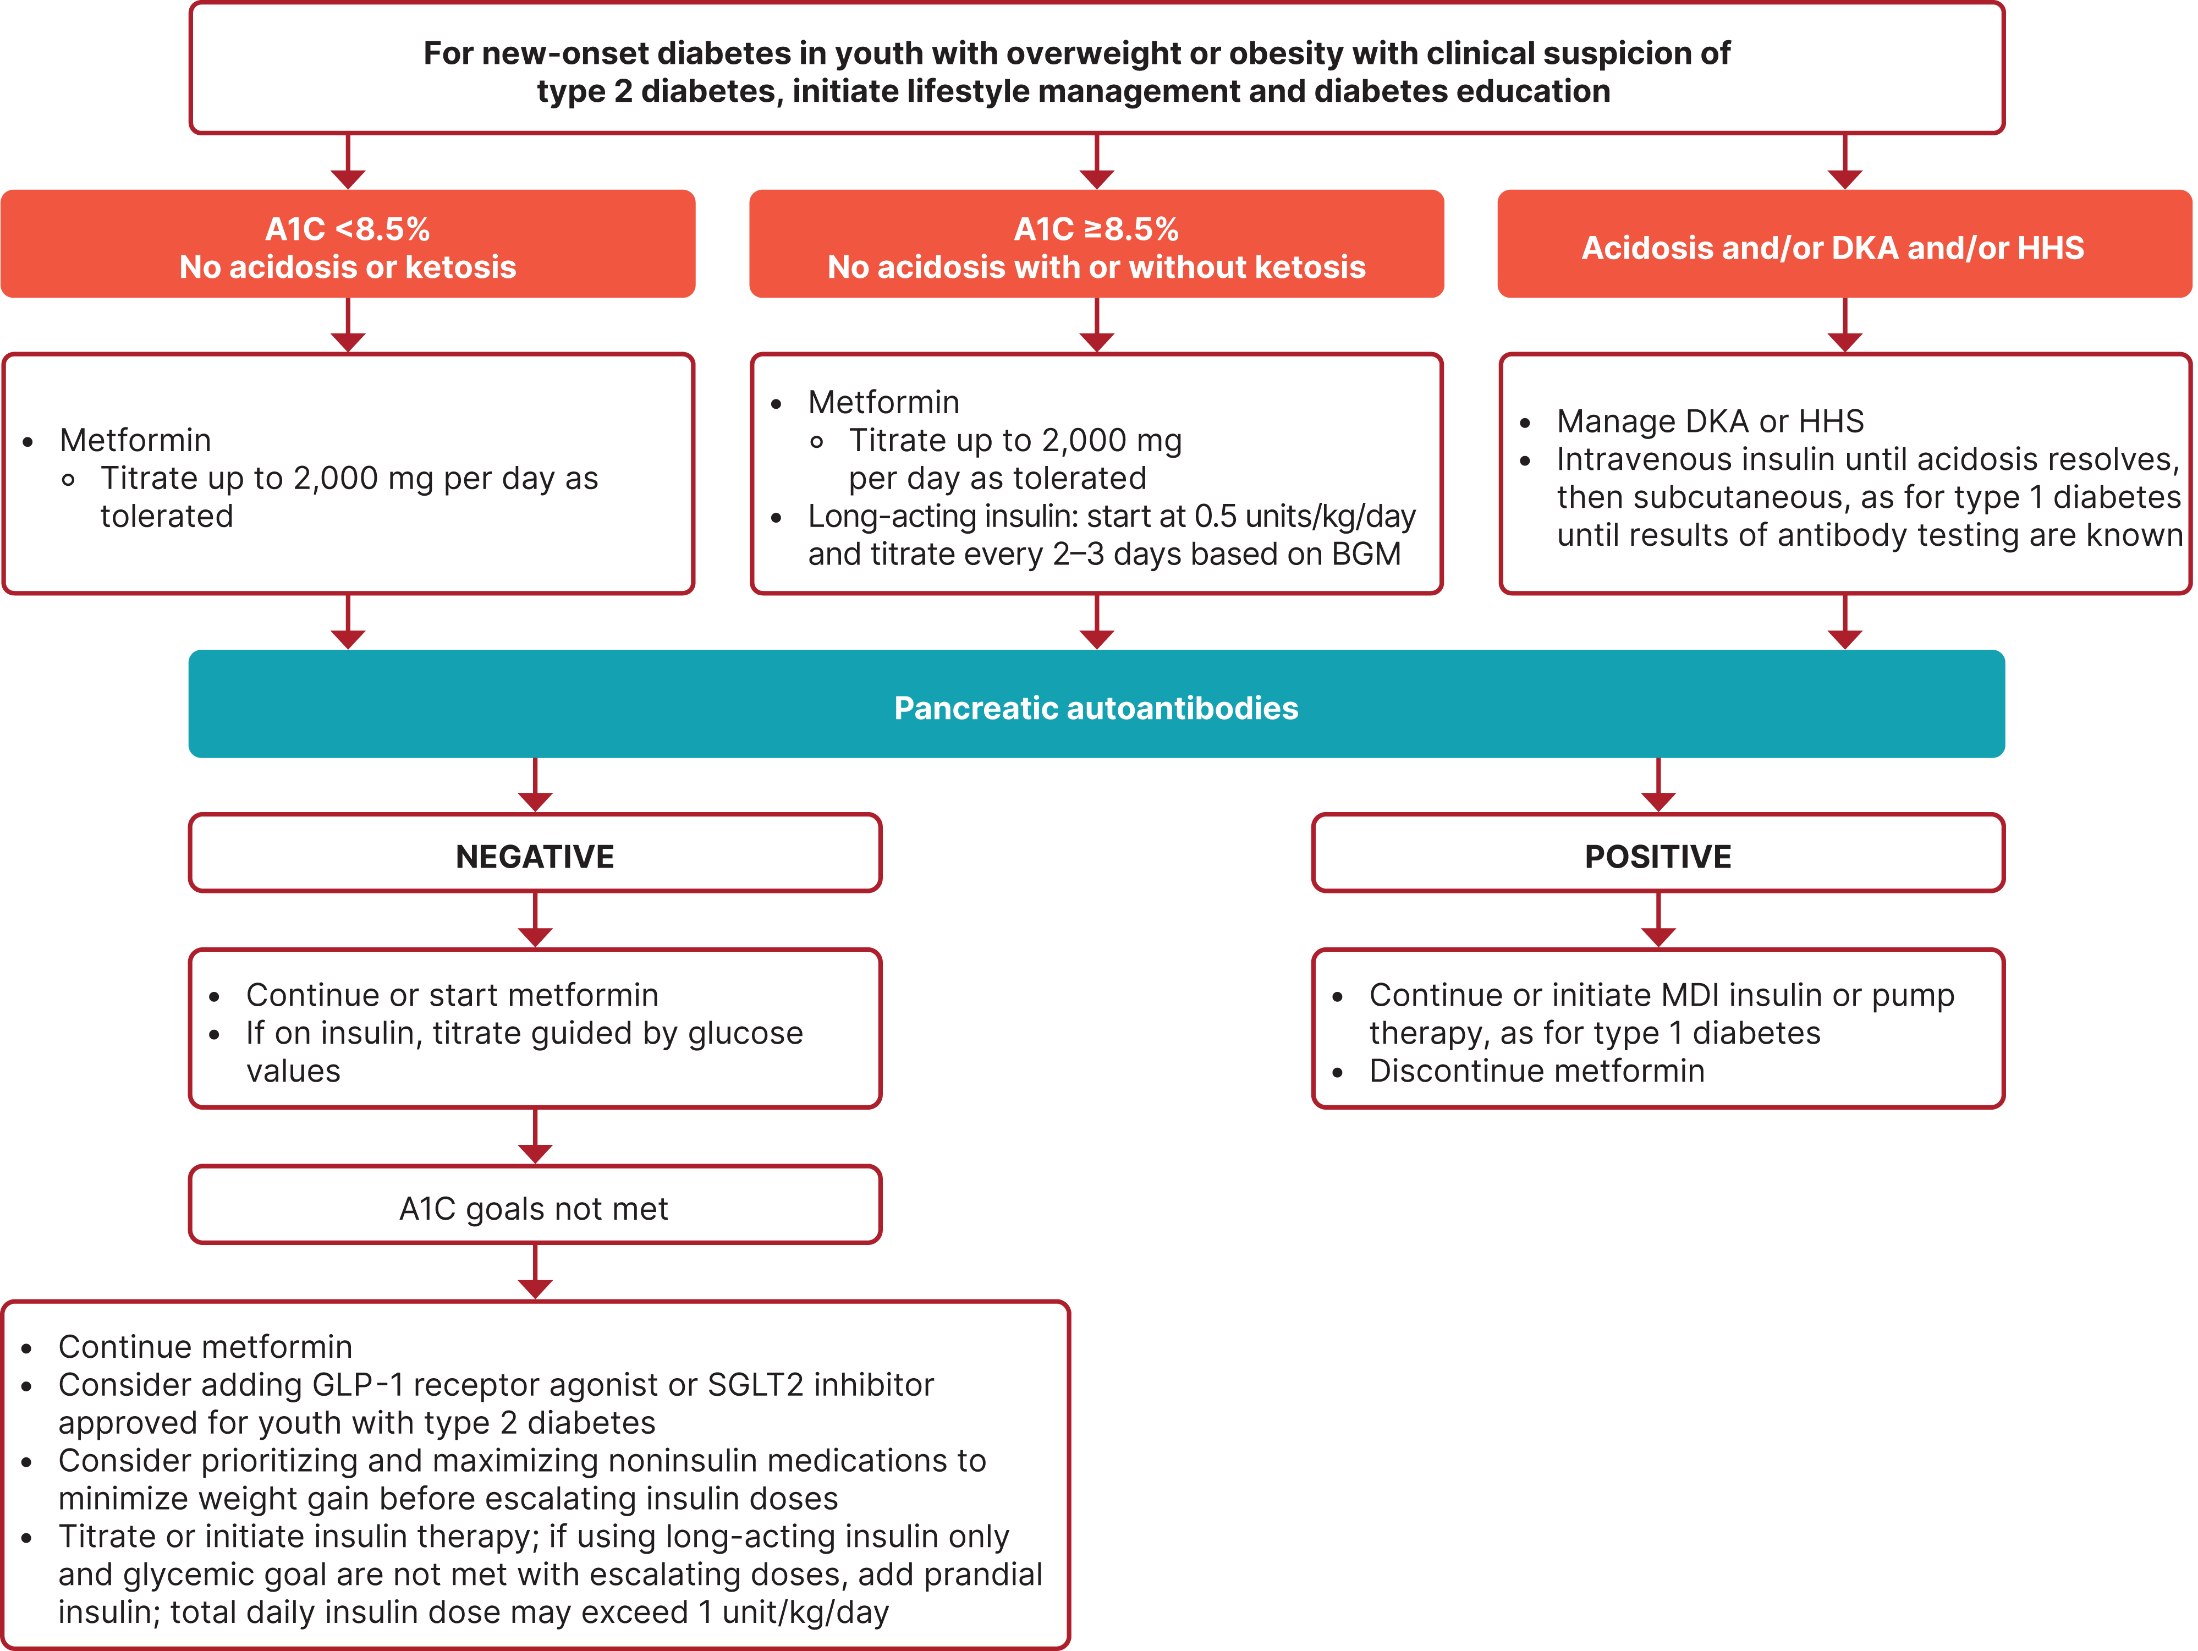 For new-onset diabetes in youth with overweight or obesity with clinical suspicion of
type 2 diabetes, initiate lifestyle management and diabetes education
A1C <8.5%
No acidosis or ketosis
A1C ≥8.5%
No acidosis with or without ketosis
Acidosis and/or DKA and/or HHS
• Metformin
◦ Titrate up to 2,000 mg per day as
tolerated
• Metformin
◦ Titrate up to 2,000 mg
per day as tolerated
• Long-acting insulin: start at 0.5 units/kg/day
and titrate every 2–3 days based on BGM
• Manage DKA or HHS
• Intravenous insulin until acidosis resolves,
then subcutaneous, as for type 1 diabetes
until results of antibody testing are known
Pancreatic autoantibodies
NEGATIVE
POSITIVE
• Continue or start metformin
• If on insulin, titrate guided by glucose
values
• Continue or initiate MDI insulin or pump
therapy, as for type 1 diabetes
• Discontinue metformin
A1C goals not met
• Continue metformin
• Consider adding GLP-1 receptor agonist or SGLT2 inhibitor
approved for youth with type 2 diabetes
• Consider prioritizing and maximizing noninsulin medications to
minimize weight gain before escalating insulin doses
• Titrate or initiate insulin therapy; if using long-acting insulin only
and glycemic goal are not met with escalating doses, add prandial
insulin; total daily insulin dose may exceed 1 unit/kg/day